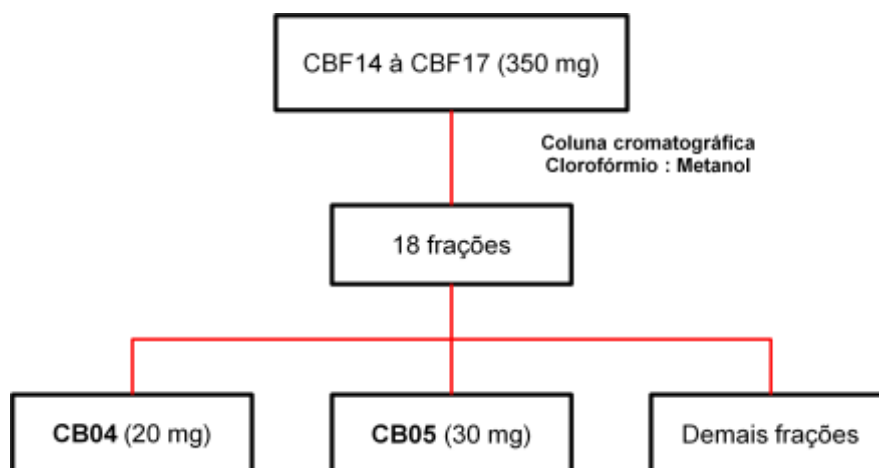 CBF14 à CBF17 (350 mg)
Coluna cromatográfica
Clorofórmio : Metanol
18 frações
CB04 (20 mg)
CB05 (30 mg)
Demais frações